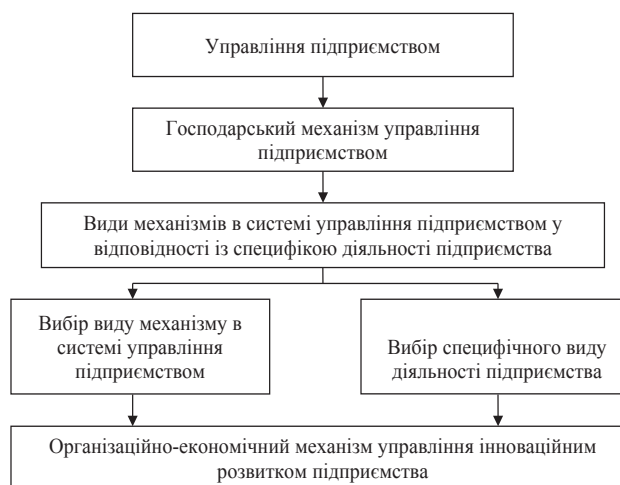 Управління підприємством
Господарський механізм управління
підприємством
Види механізмів в системі управління підприємством у
відповідності із специфікою діяльності підприємства
Вибір виду механізму в
системі управління
підприємством
Вибір специфічного виду
діяльності підприємства
Організаційно-економічний механізм управління інноваційним
розвитком підприємства